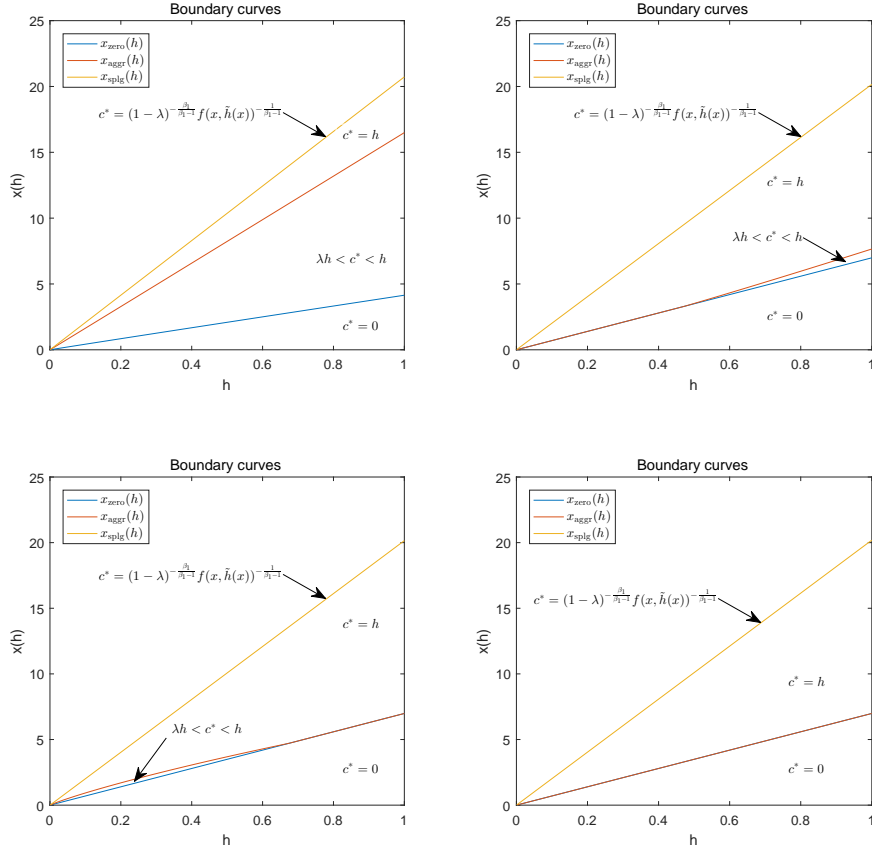 Boundary curves
25
20
15
10
5
0
x(h)
x_zero(h)
x_aggr(h)
x_splg(h)
c* = (1 − λ)^{−β₁/(β₁−1)} f(x, h̃(x))^{−1/(β₁−1)}
c* = h
λh < c* < h
c* = 0
0 0.2 0.4 0.6 0.8 1
h
Boundary curves
25
20
15
10
5
0
x(h)
x_zero(h)
x_aggr(h)
x_splg(h)
c* = (1 − λ)^{−β₁/(β₁−1)} f(x, h̃(x))^{−1/(β₁−1)}
c* = h
λh < c* < h
c* = 0
0 0.2 0.4 0.6 0.8 1
h
Boundary curves
25
20
15
10
5
0
x(h)
x_zero(h)
x_aggr(h)
x_splg(h)
c* = (1 − λ)^{−β₁/(β₁−1)} f(x, h̃(x))^{−1/(β₁−1)}
c* = h
λh < c* < h
c* = 0
0 0.2 0.4 0.6 0.8 1
h
Boundary curves
25
20
15
10
5
0
x(h)
x_zero(h)
x_aggr(h)
x_splg(h)
c* = (1 − λ)^{−β₁/(β₁−1)} f(x, h̃(x))^{−1/(β₁−1)}
c* = h
c* = 0
0 0.2 0.4 0.6 0.8 1
h